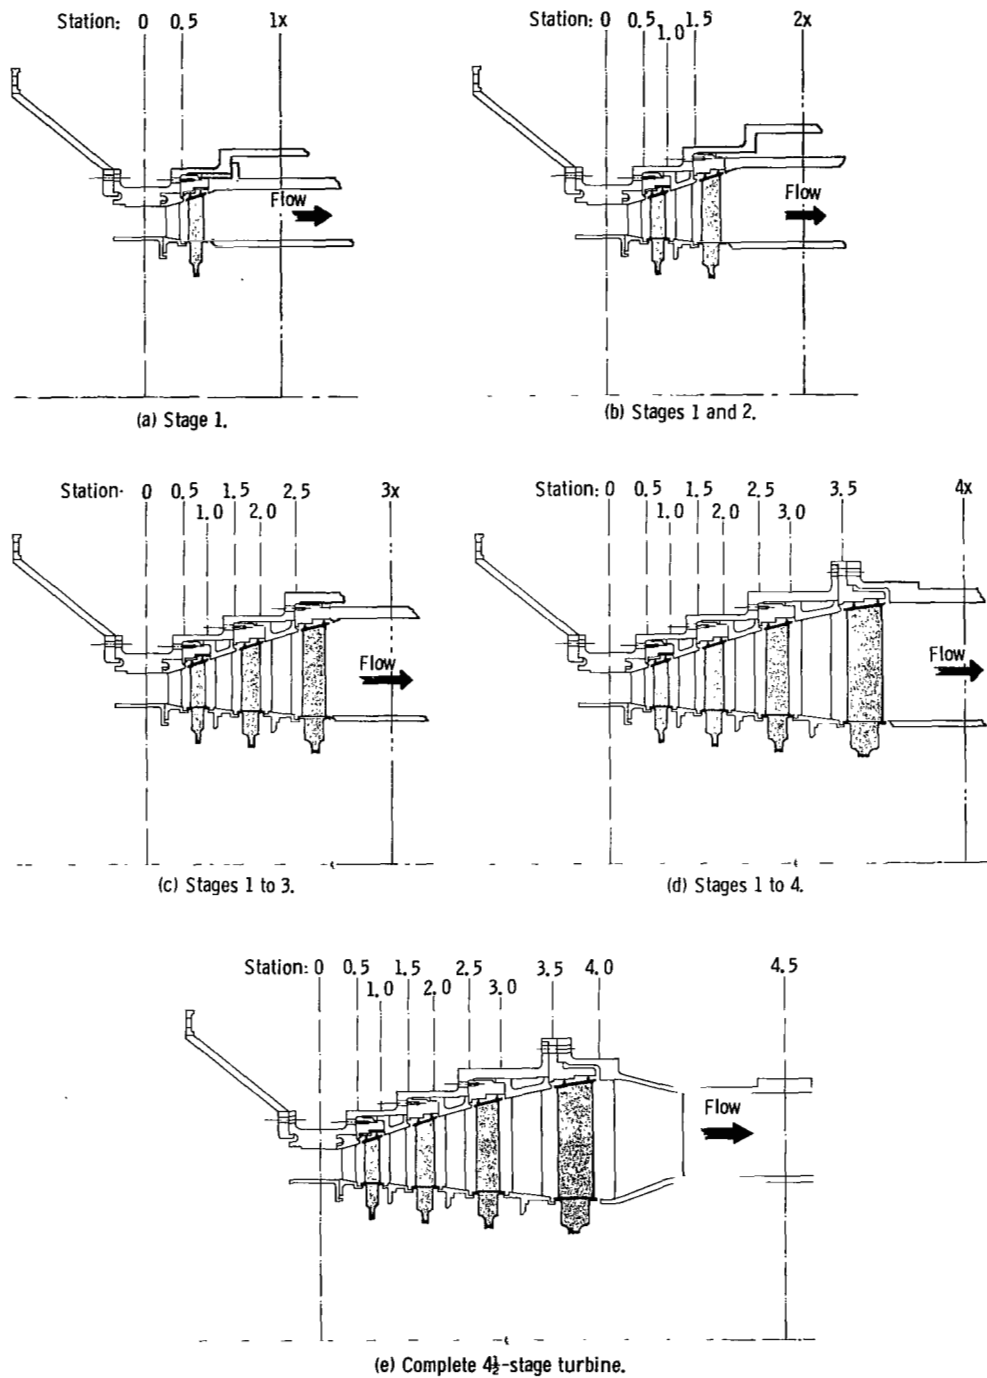 Station: 0 0.5 1x
Flow
(a) Stage 1.
Station: 0 0.5 1.0 1.5 2x
Flow
(b) Stages 1 and 2.
Station· 0 0.5 1.0 1.5 2.0 2.5 3x
Flow
(c) Stages 1 to 3.
Station: 0 0.5 1.0 1.5 2.0 2.5 3.0 3.5 4x
Flow
(d) Stages 1 to 4.
Station: 0 0.5 1.0 1.5 2.0 2.5 3.0 3.5 4.0 4.5
Flow
(e) Complete 4½-stage turbine.